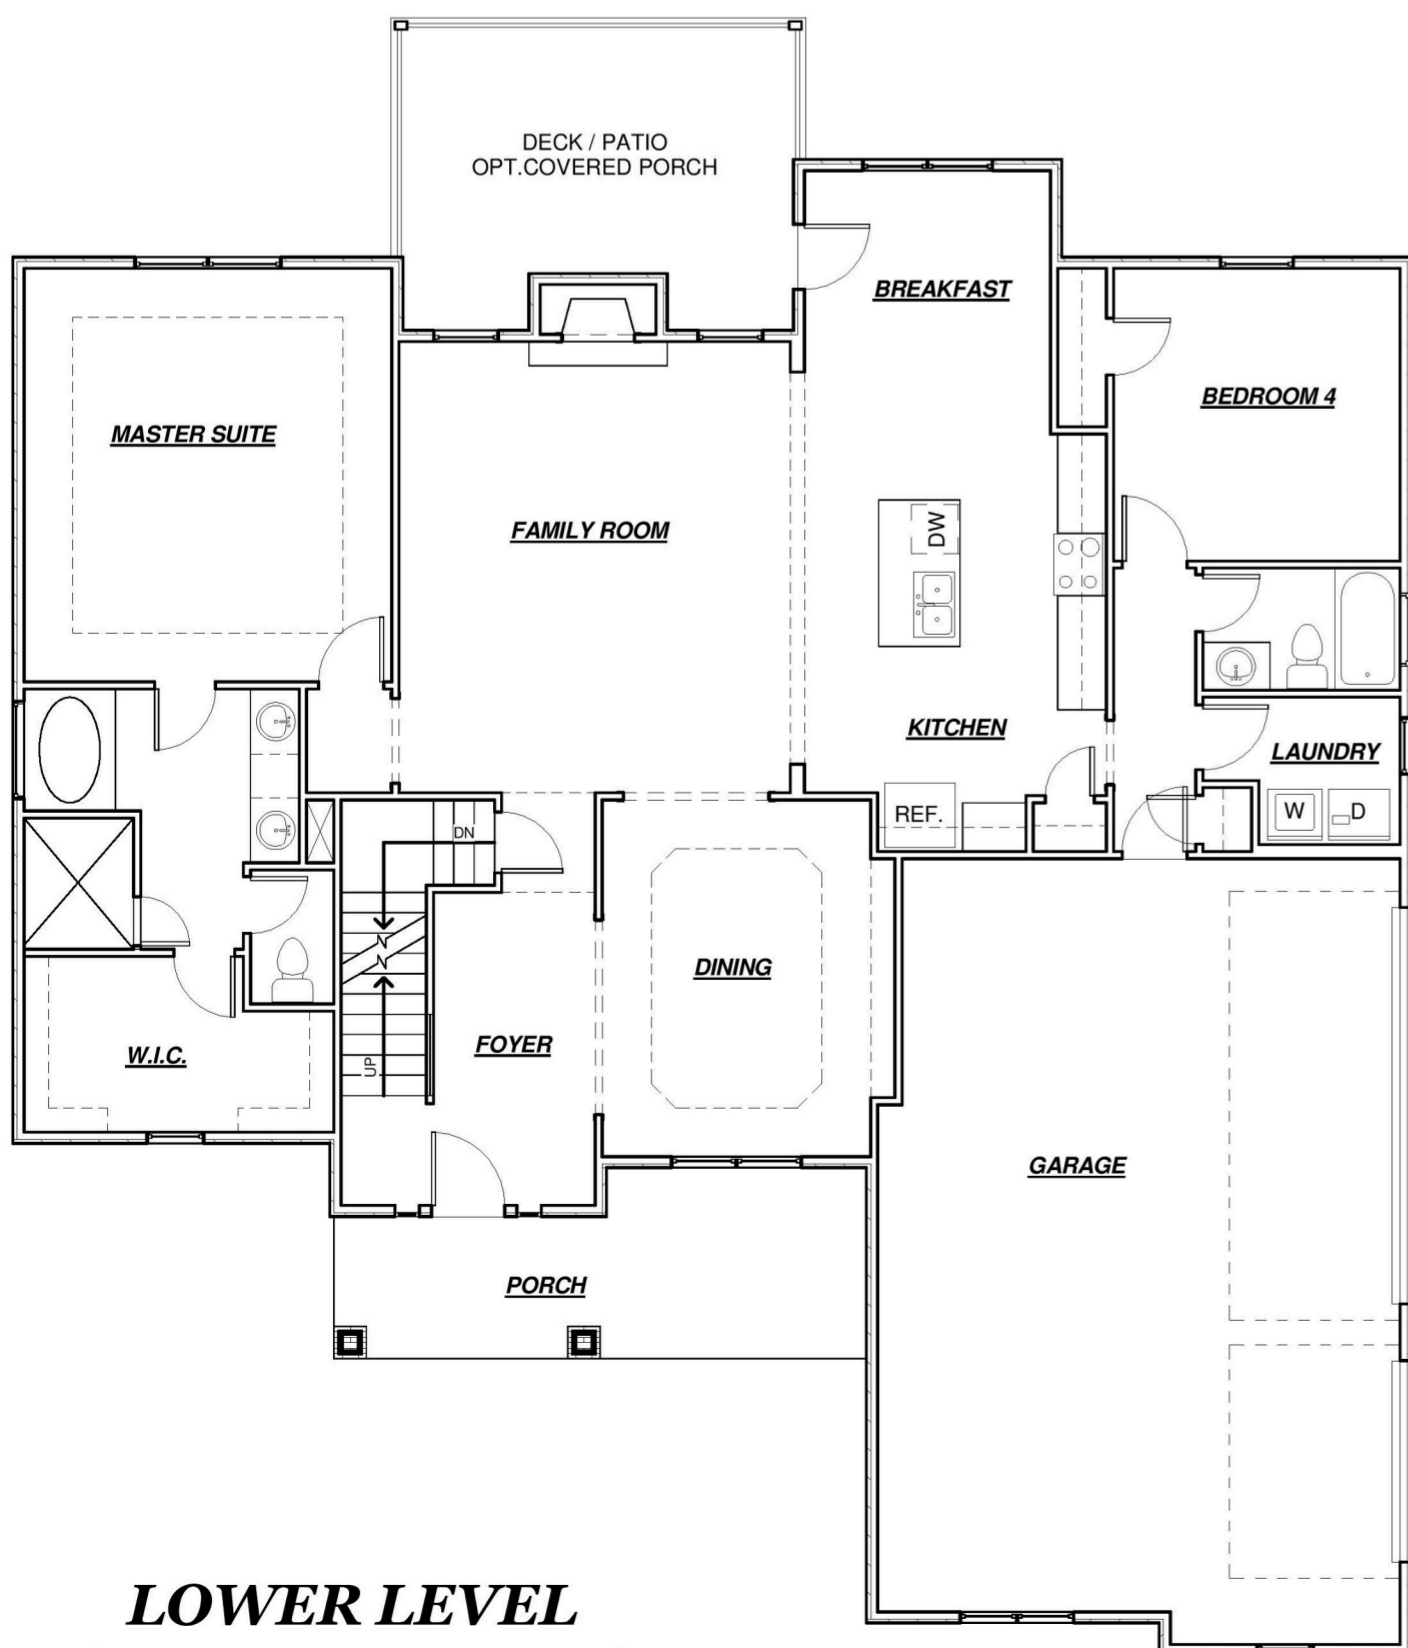 DECK / PATIO
OPT.COVERED PORCH
BREAKFAST
BEDROOM 4
MASTER SUITE
FAMILY ROOM
DW
KITCHEN
LAUNDRY
REF.
W
D
DN
DINING
FOYER
W.I.C.
UP
GARAGE
PORCH
LOWER LEVEL